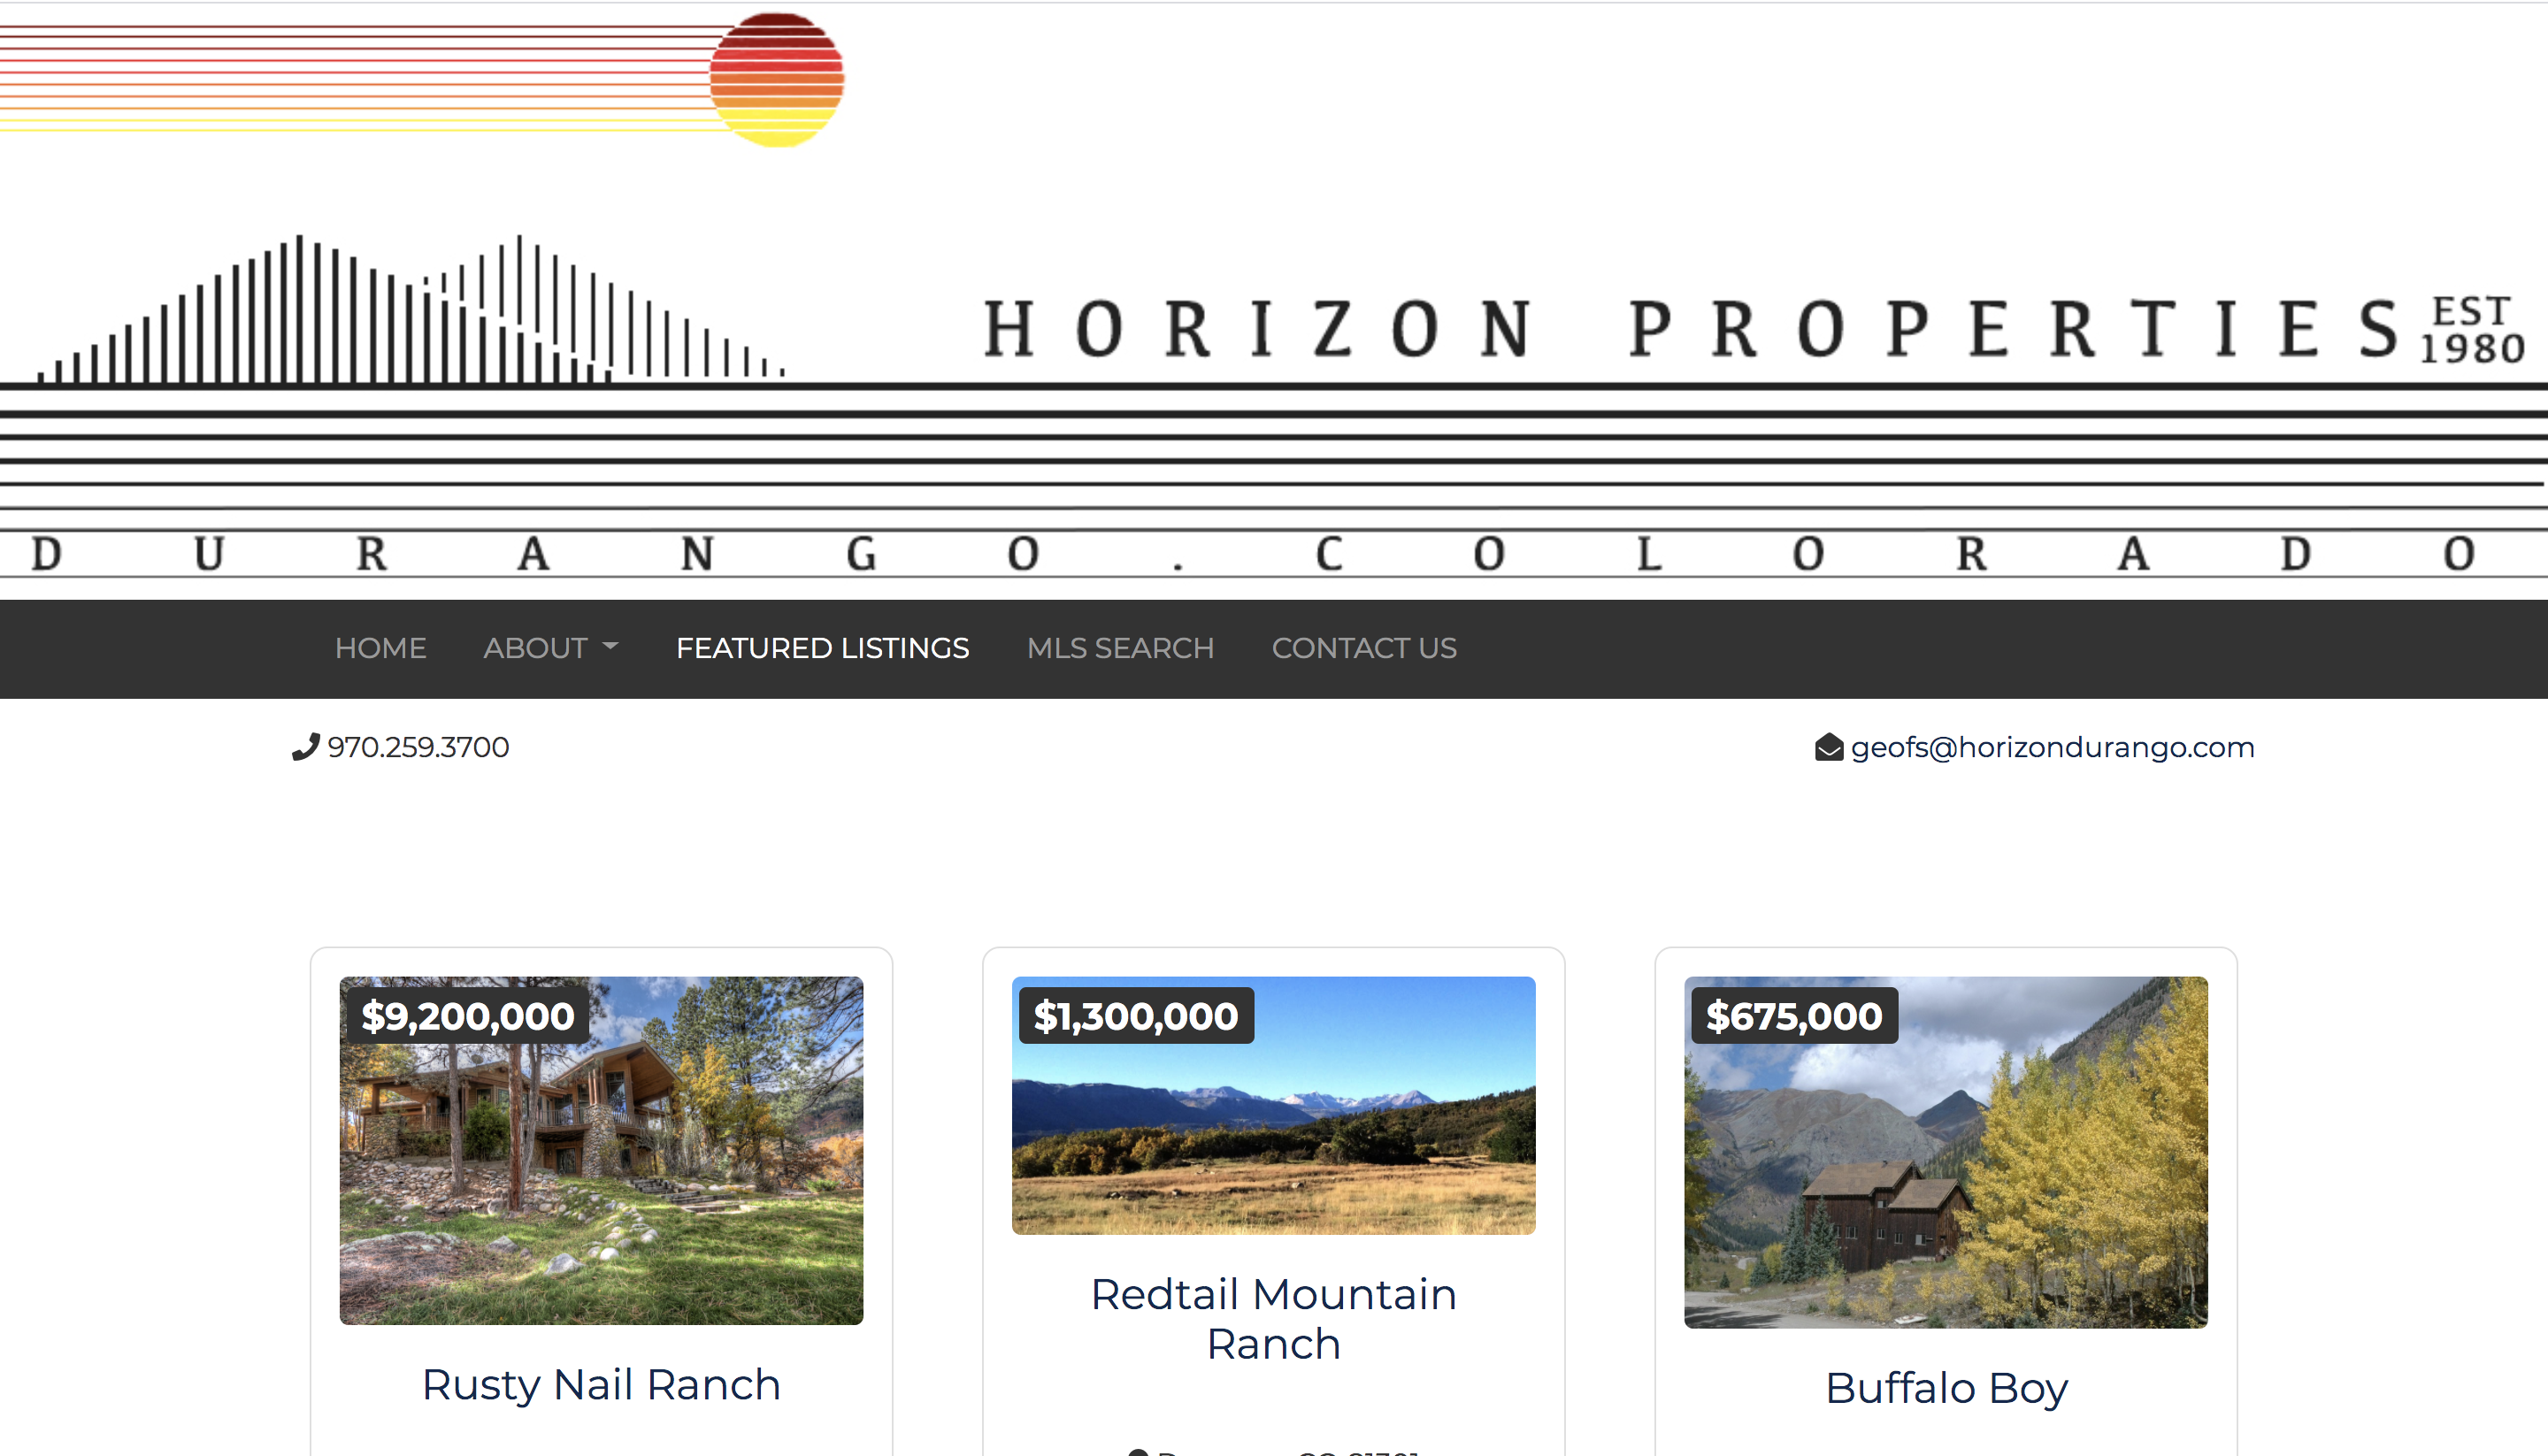 HORIZON PROPERTIES EST 1980
DURANGO.COLORADO
HOME ABOUT FEATURED LISTINGS MLS SEARCH CONTACT US
970.259.3700 geofs@horizondurango.com
$9,200,000
Rusty Nail Ranch
$1,300,000
Redtail Mountain
Ranch
$675,000
Buffalo Boy